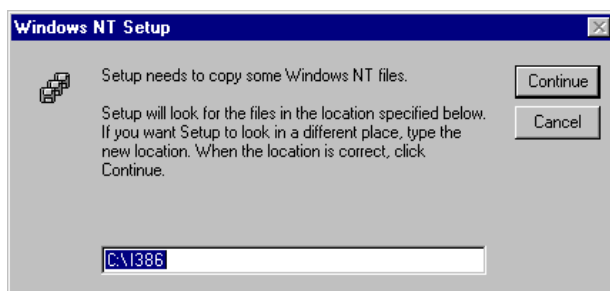 Windows NT Setup
Setup needs to copy some Windows NT files.
Continue
Setup will look for the files in the location specified below.
If you want Setup to look in a different place, type the
new location. When the location is correct, click
Continue.
Cancel
C:\I386